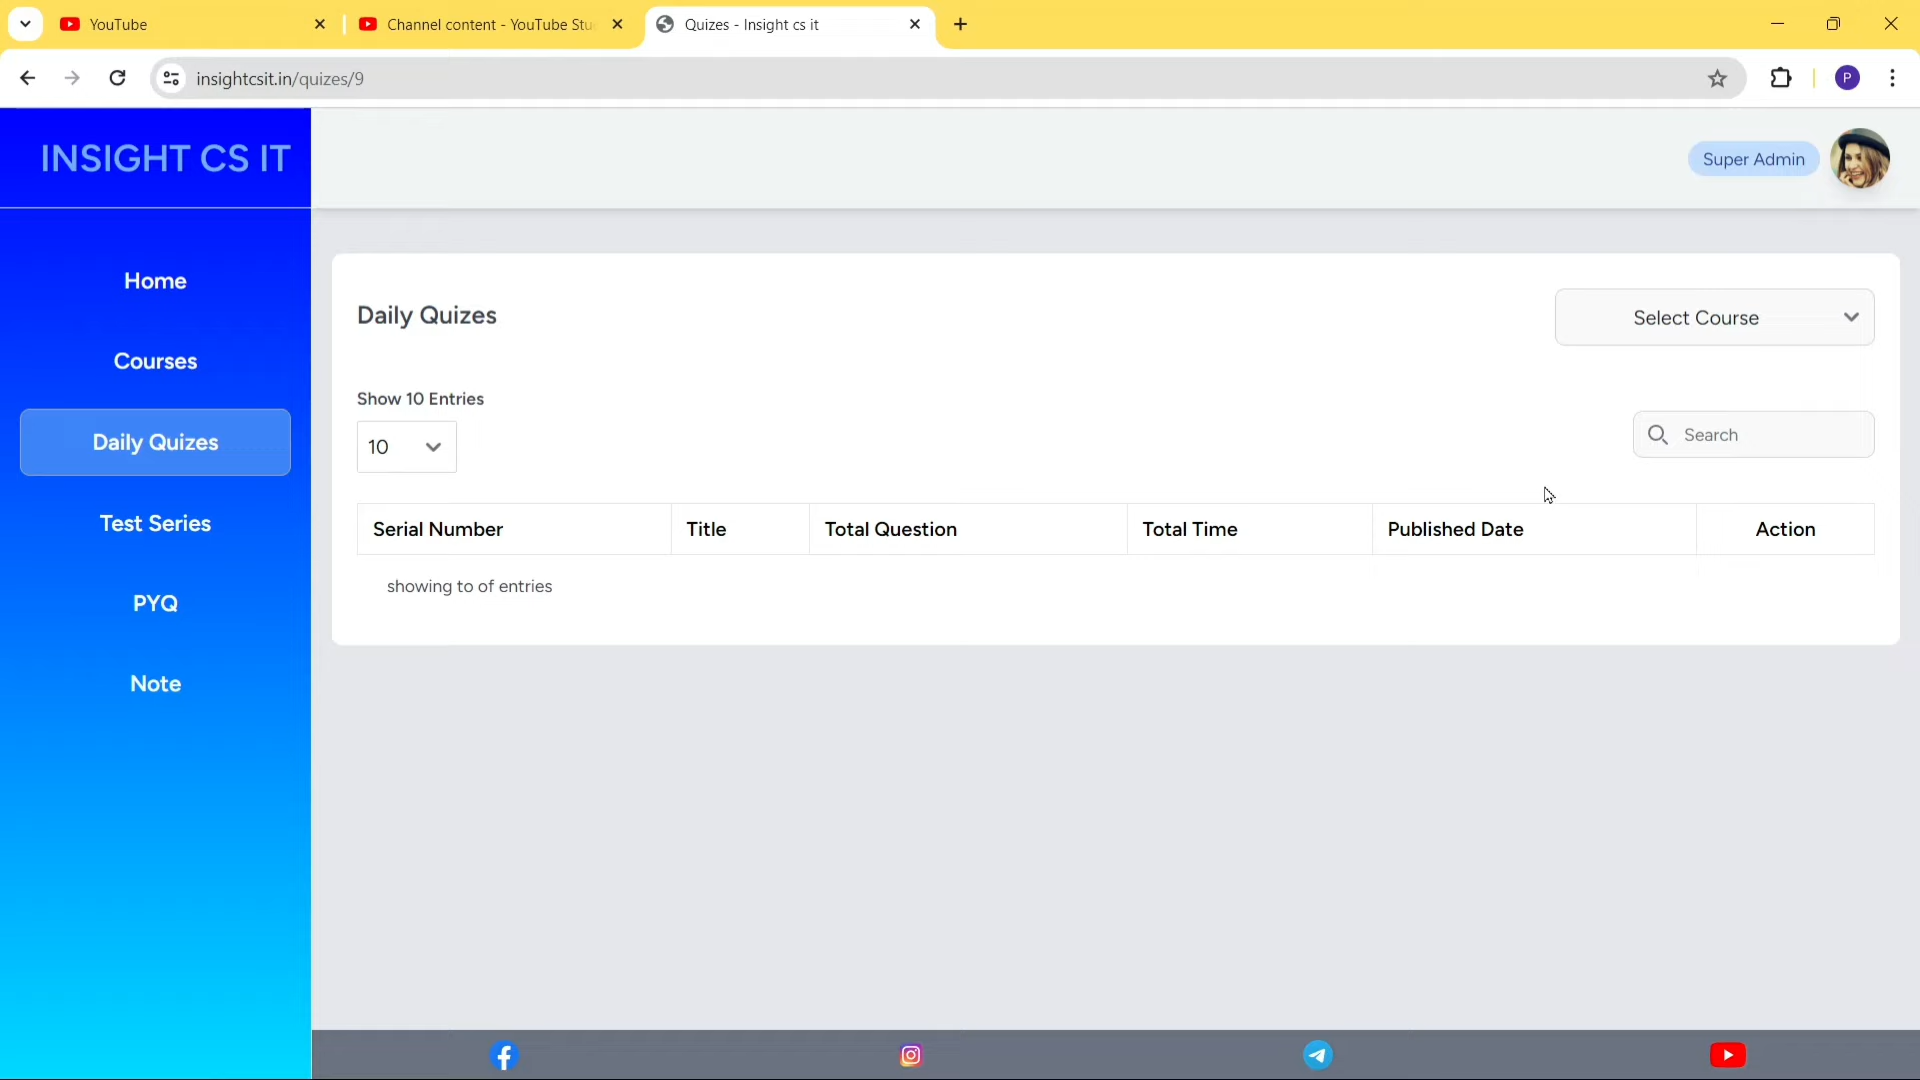 YouTube
Channel content - YouTube Stu
Quizes - Insight cs it
insightcsit.in/quizes/9
P
INSIGHT CS IT
Super Admin
Home
Courses
Daily Quizes
Test Series
PYQ
Note
Daily Quizes
Select Course
Show 10 Entries
10
Search
Serial Number Title Total Question Total Time Published Date Action
showing to of entries